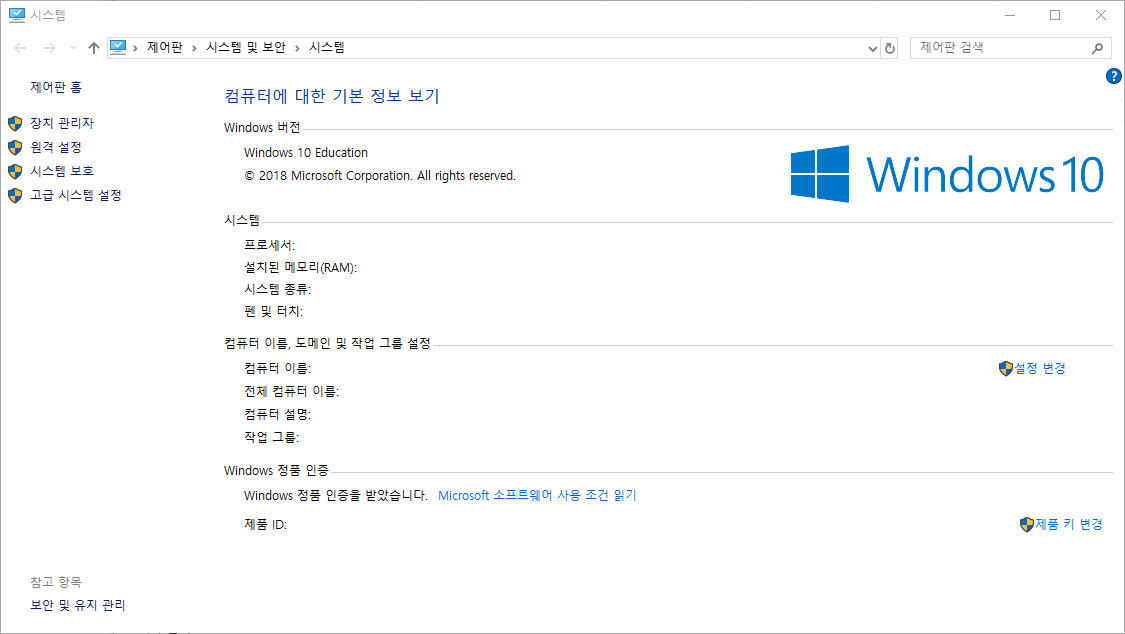 시스템
제어판 › 시스템 및 보안 › 시스템
제어판 검색
?
제어판 홈
장치 관리자
원격 설정
시스템 보호
고급 시스템 설정
컴퓨터에 대한 기본 정보 보기
Windows 버전
Windows 10 Education
© 2018 Microsoft Corporation. All rights reserved.
Windows 10
시스템
프로세서:
설치된 메모리(RAM):
시스템 종류:
펜 및 터치:
컴퓨터 이름, 도메인 및 작업 그룹 설정
컴퓨터 이름:
설정 변경
전체 컴퓨터 이름:
컴퓨터 설명:
작업 그룹:
Windows 정품 인증
Windows 정품 인증을 받았습니다. Microsoft 소프트웨어 사용 조건 읽기
제품 ID:
제품 키 변경
참고 항목
보안 및 유지 관리